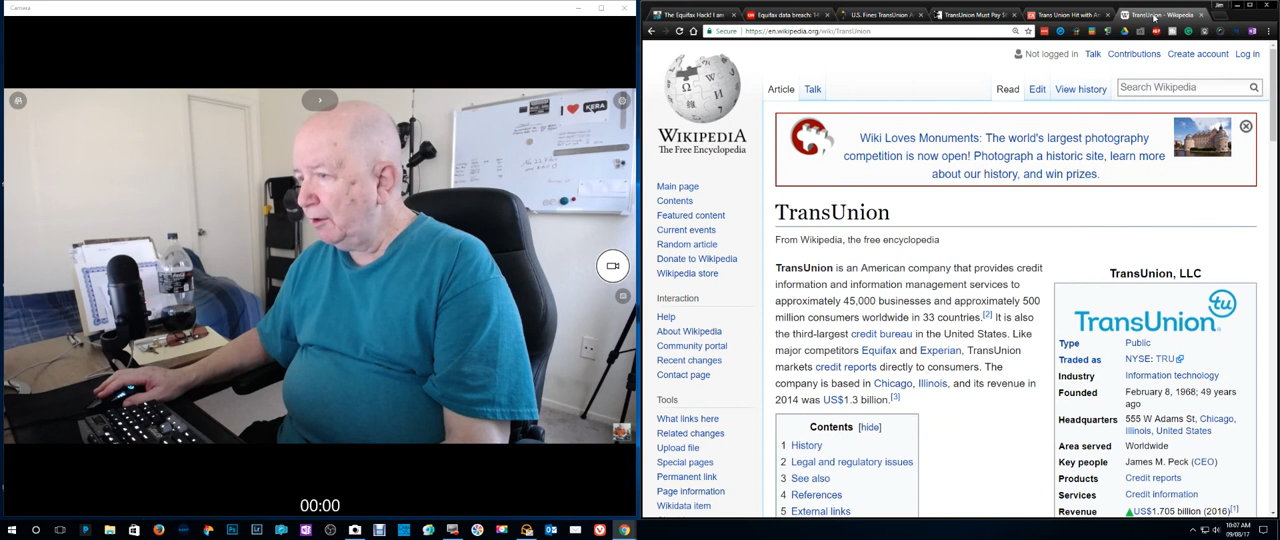 Camera
KERA
00:00
The Equifax Hack! I am
Equifax data breach: 14
U.S. Fines TransUnion A
TransUnion Must Pay $
Trans Union Hit with A
TransUnion - Wikipedia
Jim
Secure
https://en.wikipedia.org/wiki/TransUnion
WIKIPEDIA
The Free Encyclopedia
Main page
Contents
Featured content
Current events
Random article
Donate to Wikipedia
Wikipedia store
Interaction
Help
About Wikipedia
Community portal
Recent changes
Contact page
Tools
What links here
Related changes
Upload file
Special pages
Permanent link
Page information
Wikidata item
Not logged in Talk Contributions Create account Log in
Article Talk Read Edit View history Search Wikipedia
Wiki Loves Monuments: The world's largest photography
competition is now open! Photograph a historic site, learn more
about our history, and win prizes.
TransUnion
From Wikipedia, the free encyclopedia
TransUnion is an American company that provides credit
information and information management services to
approximately 45,000 businesses and approximately 500
million consumers worldwide in 33 countries.[2] It is also
the third-largest credit bureau in the United States. Like
major competitors Equifax and Experian, TransUnion
markets credit reports directly to consumers. The
company is based in Chicago, Illinois, and its revenue in
2014 was US$1.3 billion.[3]
Contents [hide]
1 History
2 Legal and regulatory issues
3 See also
4 References
5 External links
TransUnion, LLC
tu
TransUnion
Type Public
Traded as NYSE: TRU
Industry Information technology
Founded February 8, 1968; 49 years
ago
Headquarters 555 W Adams St, Chicago,
Illinois, United States
Area served Worldwide
Key people James M. Peck (CEO)
Products Credit reports
Services Credit information
Revenue US$1.705 billion (2016)[1]
10:07 AM
09/08/17